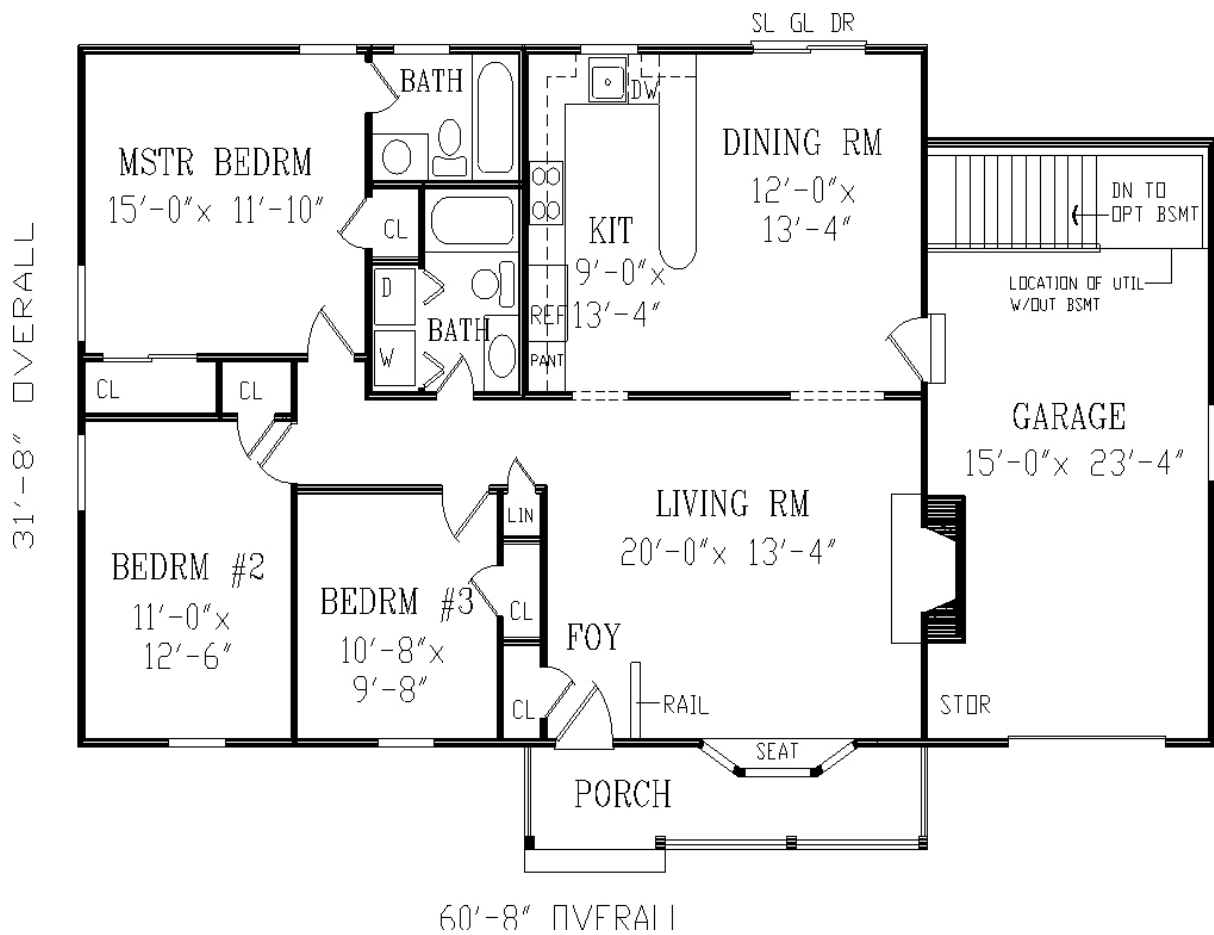 SL GL DR
BATH
MSTR BEDRM
15'-0"x 11'-10"
CL
DW
KIT
9'-0"x
13'-4"
REF
PANT
DINING RM
12'-0"x
13'-4"
DN TO
OPT BSMT
LOCATION OF UTIL
W/OUT BSMT
D
W
BATH
CL
CL
GARAGE
15'-0"x 23'-4"
STOR
LIVING RM
20'-0"x 13'-4"
LIN
CL
FOY
CL
RAIL
BEDRM #2
11'-0"x
12'-6"
BEDRM #3
10'-8"x
9'-8"
SEAT
PORCH
31'-8" OVERALL
60'-8" OVERALL